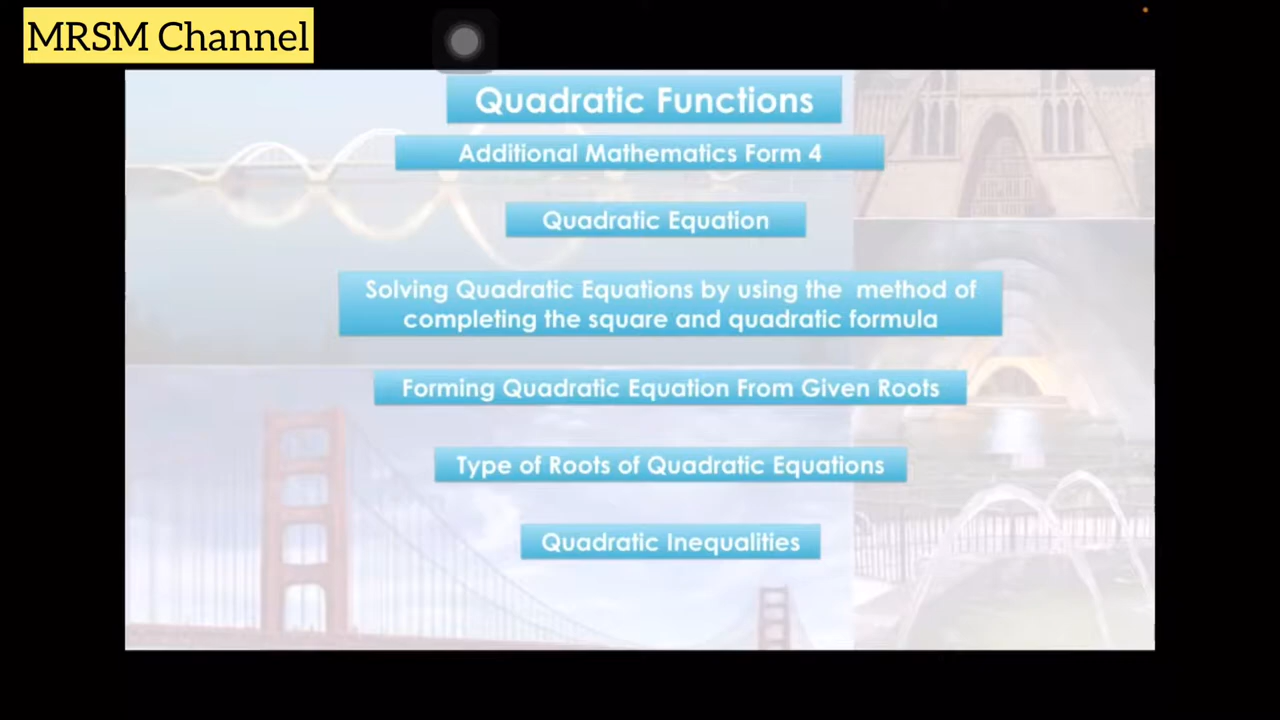 MRSM Channel
Quadratic Functions
Additional Mathematics Form 4
Quadratic Equation
Solving Quadratic Equations by using the method of
completing the square and quadratic formula
Forming Quadratic Equation From Given Roots
Type of Roots of Quadratic Equations
Quadratic Inequalities